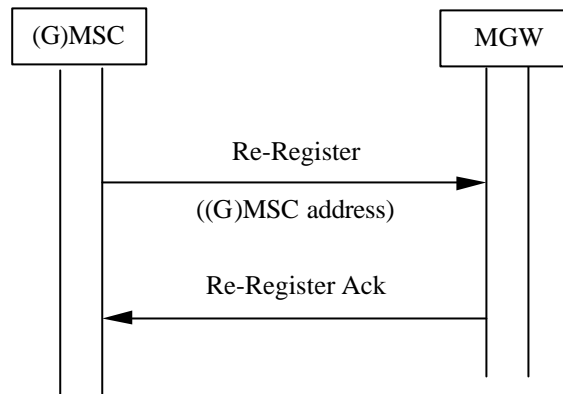 (G)MSC
MGW
Re-Register
((G)MSC address)
Re-Register Ack